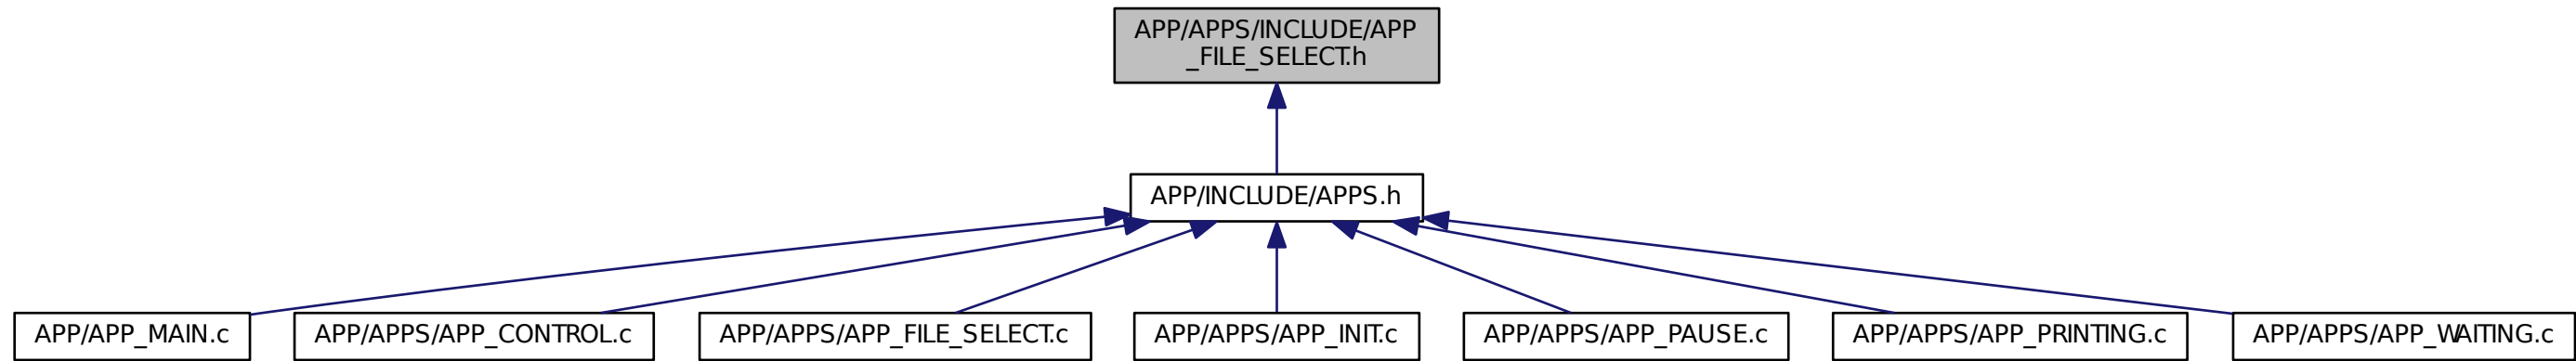 APP/APPS/INCLUDE/APP
_FILE_SELECT.h
APP/INCLUDE/APPS.h
APP/APP_MAIN.c
APP/APPS/APP_CONTROL.c
APP/APPS/APP_FILE_SELECT.c
APP/APPS/APP_INIT.c
APP/APPS/APP_PAUSE.c
APP/APPS/APP_PRINTING.c
APP/APPS/APP_WAITING.c